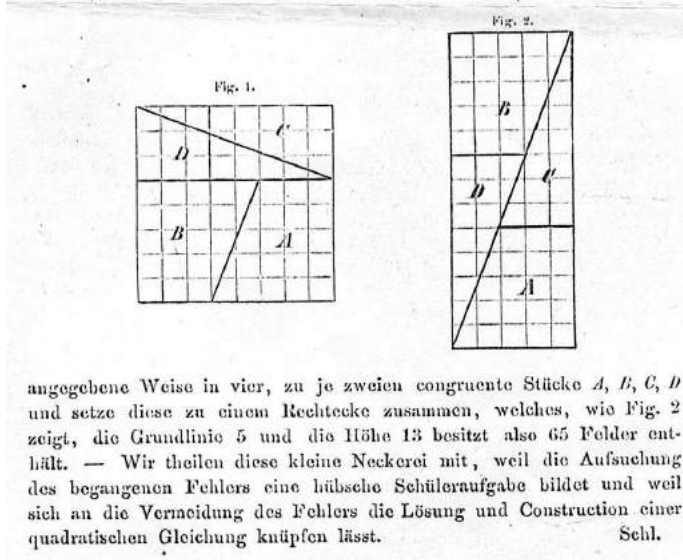 Fig. 1.
C
D
B
A
Fig. 2.
B
C
D
A
angegebene Weise in vier, zu je zweien congruente Stücke A, B, C, D
und setze diese zu einem Rechtecke zusammen, welches, wie Fig. 2
zeigt, die Grundlinie 5 und die Höhe 13 besitzt also 65 Felder ent-
hält. — Wir theilen diese kleine Neckerei mit, weil die Aufsuchung
des begangenen Fehlers eine hübsche Schüleraufgabe bildet und weil
sich an die Vermeidung des Fehlers die Lösung und Construction einer
quadratischen Gleichung knüpfen lässt. Schl.